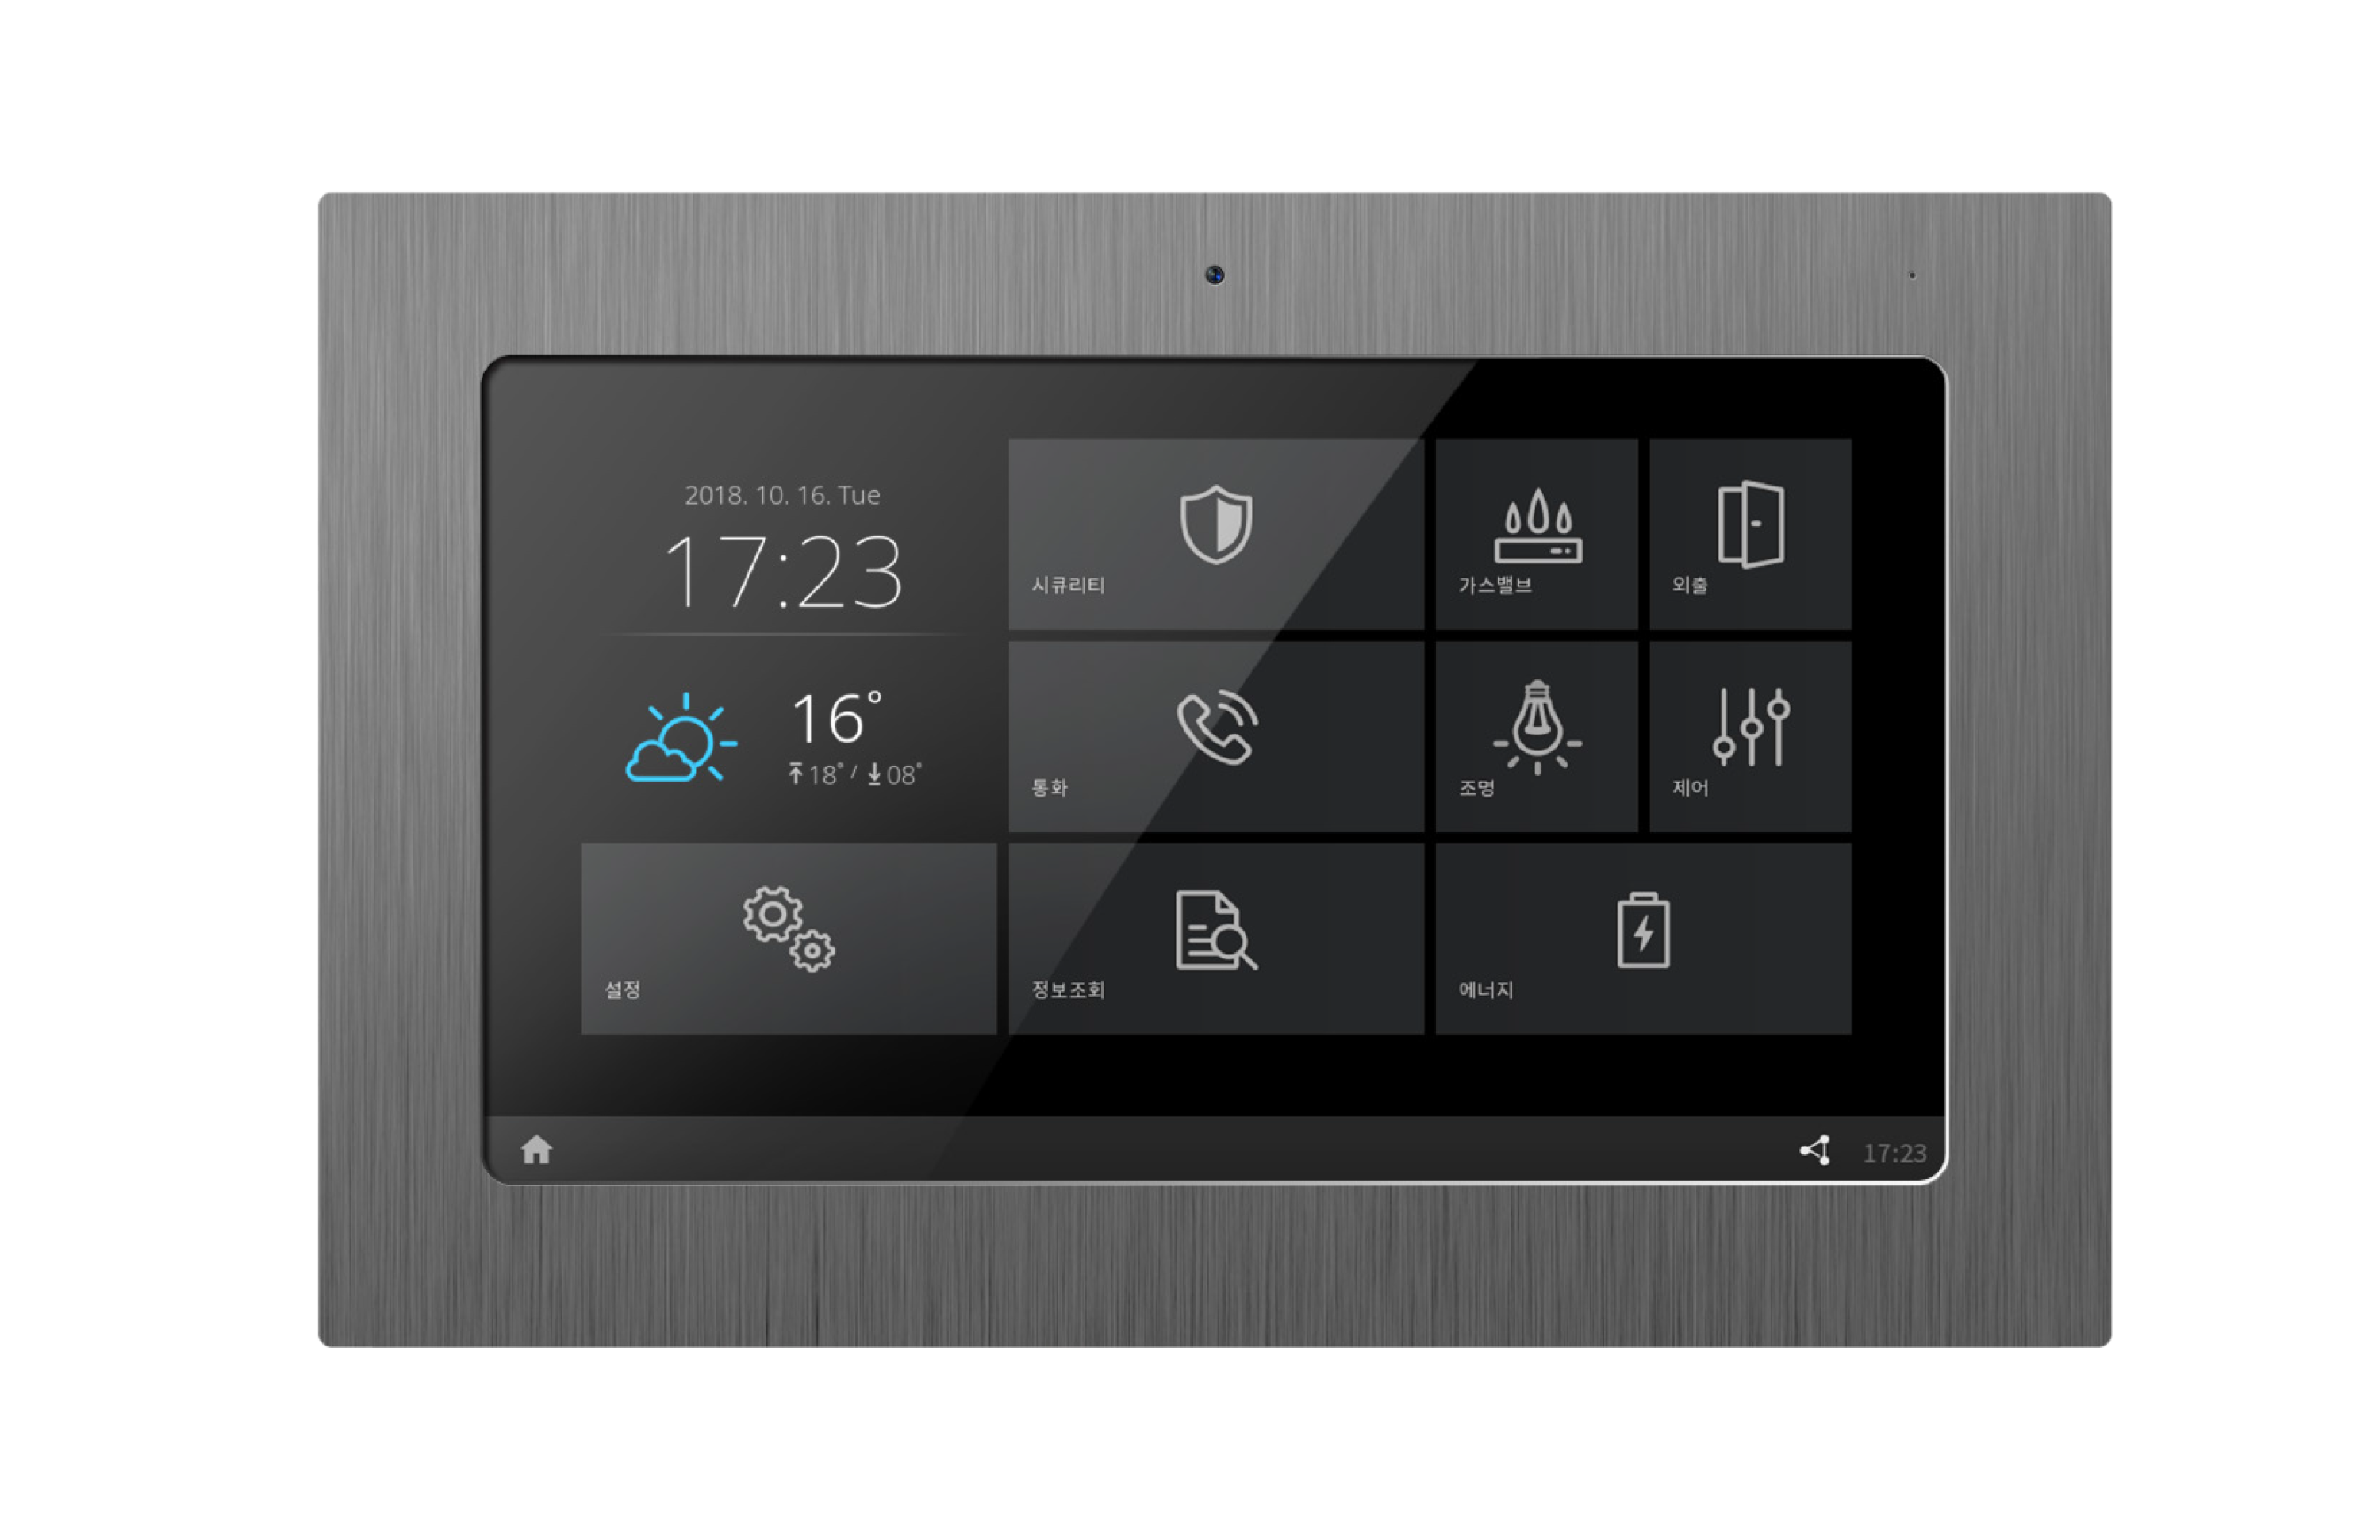 2018. 10. 16. Tue
17:23
16°
18° / 08°
시큐리티
가스밸브
외출
통화
조명
제어
설정
정보조회
에너지
17:23